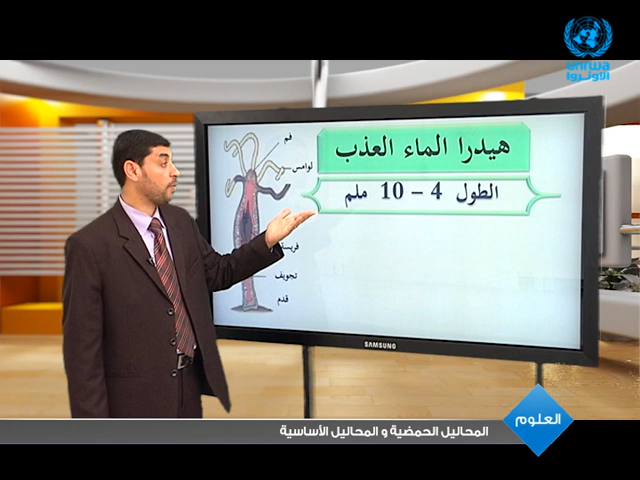 unrwa
الأونروا
هيدرا الماء العذب
الطول 4 – 10 ملم
فم
لوامس
فريسة
تجويف
قدم
SAMSUNG
العلوم
المحاليل الحمضية و المحاليل الأساسية